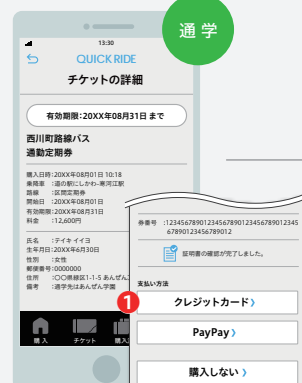 通学
13:30
QUICK RIDE
チケットの詳細
有効期限:20XX年08月31日 まで
西川町路線バス
通勤定期券
購入日時:20XX年08月01日 10:18
乗降車 :道の駅にしかわ-寒河江駅
路線 :区間定期券
開始日 :20XX年08月01日
有効期限:20XX年08月31日
料金 :12,600円
氏名 :テイキ イイヨ
生年月日:20XX年6月30日
性別 :女性
郵便番号:0000000
住所 :〇〇県緑区1-1-5 あんぜん
備考 :通学先はあんぜん学園
購入
チケット
購入
券番号 :12345678901234567890123456789012345
6789012345678901 2
証明書の確認が完了しました。
支払い方法
1
クレジットカード〉
PayPay〉
購入しない〉